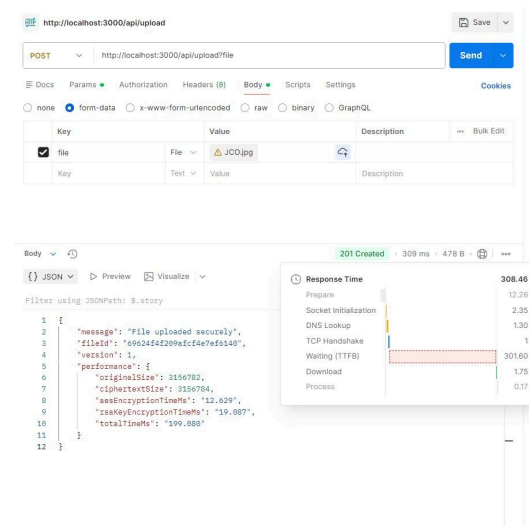 HTTP http://localhost:3000/api/upload
Save
POST http://localhost:3000/api/upload?file
Send
Docs Params Authorization Headers (8) Body Scripts Settings Cookies
none form-data x-www-form-urlencoded raw binary GraphQL
Key Value Description Bulk Edit
file File JCO.jpg
Key Text Value Description
Body 201 Created 309 ms 478 B
{} JSON Preview Visualize
Filter using JSONPath: $.story
1 {
2 "message": "File uploaded securely",
3 "fileId": "69624f4f209afcf4e7ef6140",
4 "version": 1,
5 "performance": {
6 "originalSize": 3156782,
7 "ciphertextSize": 3156784,
8 "aesEncryptionTimeMs": "12.629",
9 "rsaKeyEncryptionTimeMs": "19.087",
10 "totalTimeMs": "199.080"
11 }
12 }
Response Time 308.46
Prepare 12.26
Socket Initialization 2.35
DNS Lookup 1.30
TCP Handshake 1
Waiting (TTFB) 301.60
Download 1.75
Process 0.17